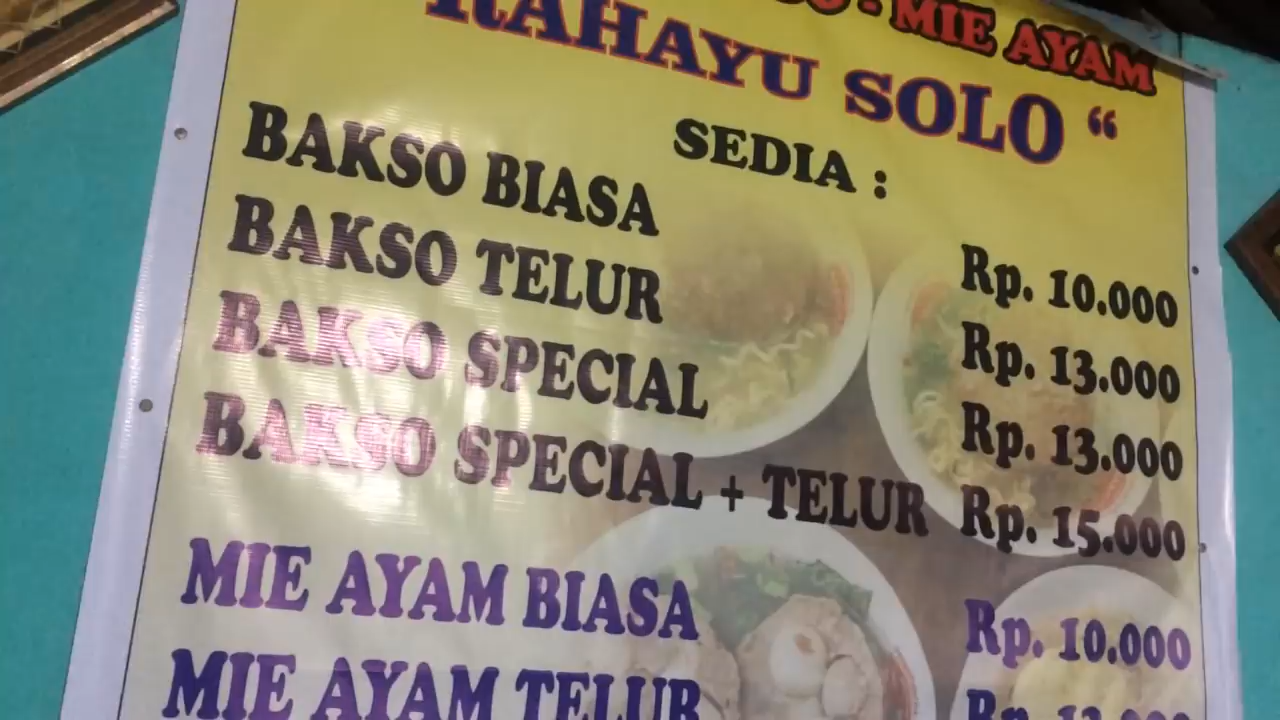 - MIE AYAM
RAHAYU SOLO “
SEDIA :
BAKSO BIASA Rp. 10.000
BAKSO TELUR Rp. 13.000
BAKSO SPECIAL Rp. 13.000
BAKSO SPECIAL + TELUR Rp. 15.000
MIE AYAM BIASA Rp. 10.000
MIE AYAM TELUR Rp.